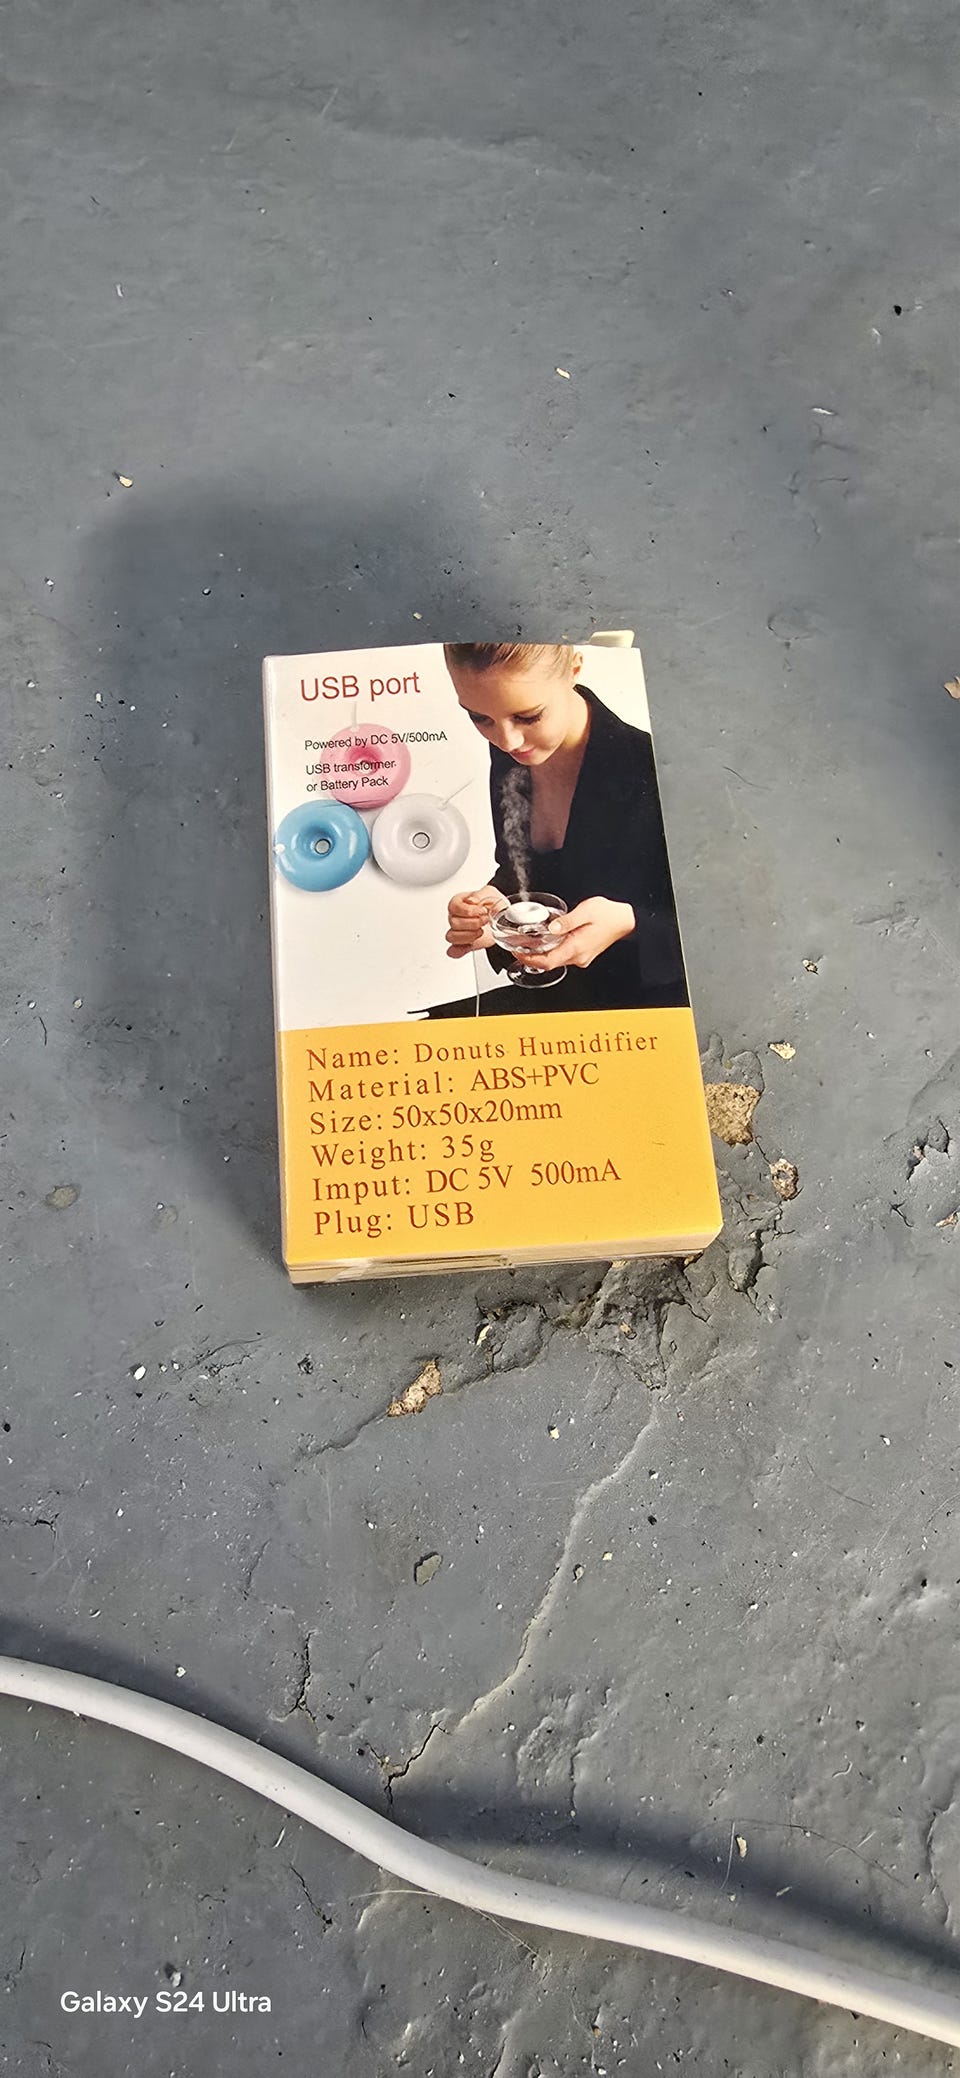 USB port
Powered by DC 5V/500mA
USB transformer
or Battery Pack
Name: Donuts Humidifier
Material: ABS+PVC
Size: 50x50x20mm
Weight: 35g
Imput: DC 5V 500mA
Plug: USB
Galaxy S24 Ultra